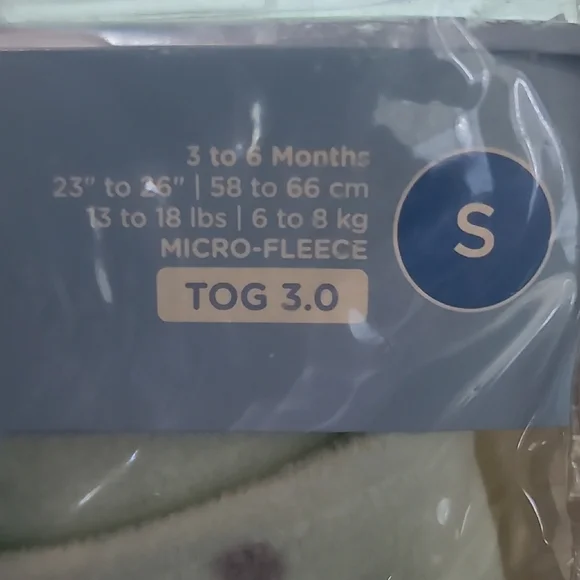 3 to 6 Months
23" to 26" | 58 to 66 cm
13 to 18 lbs | 6 to 8 kg
MICRO-FLEECE
TOG 3.0
S